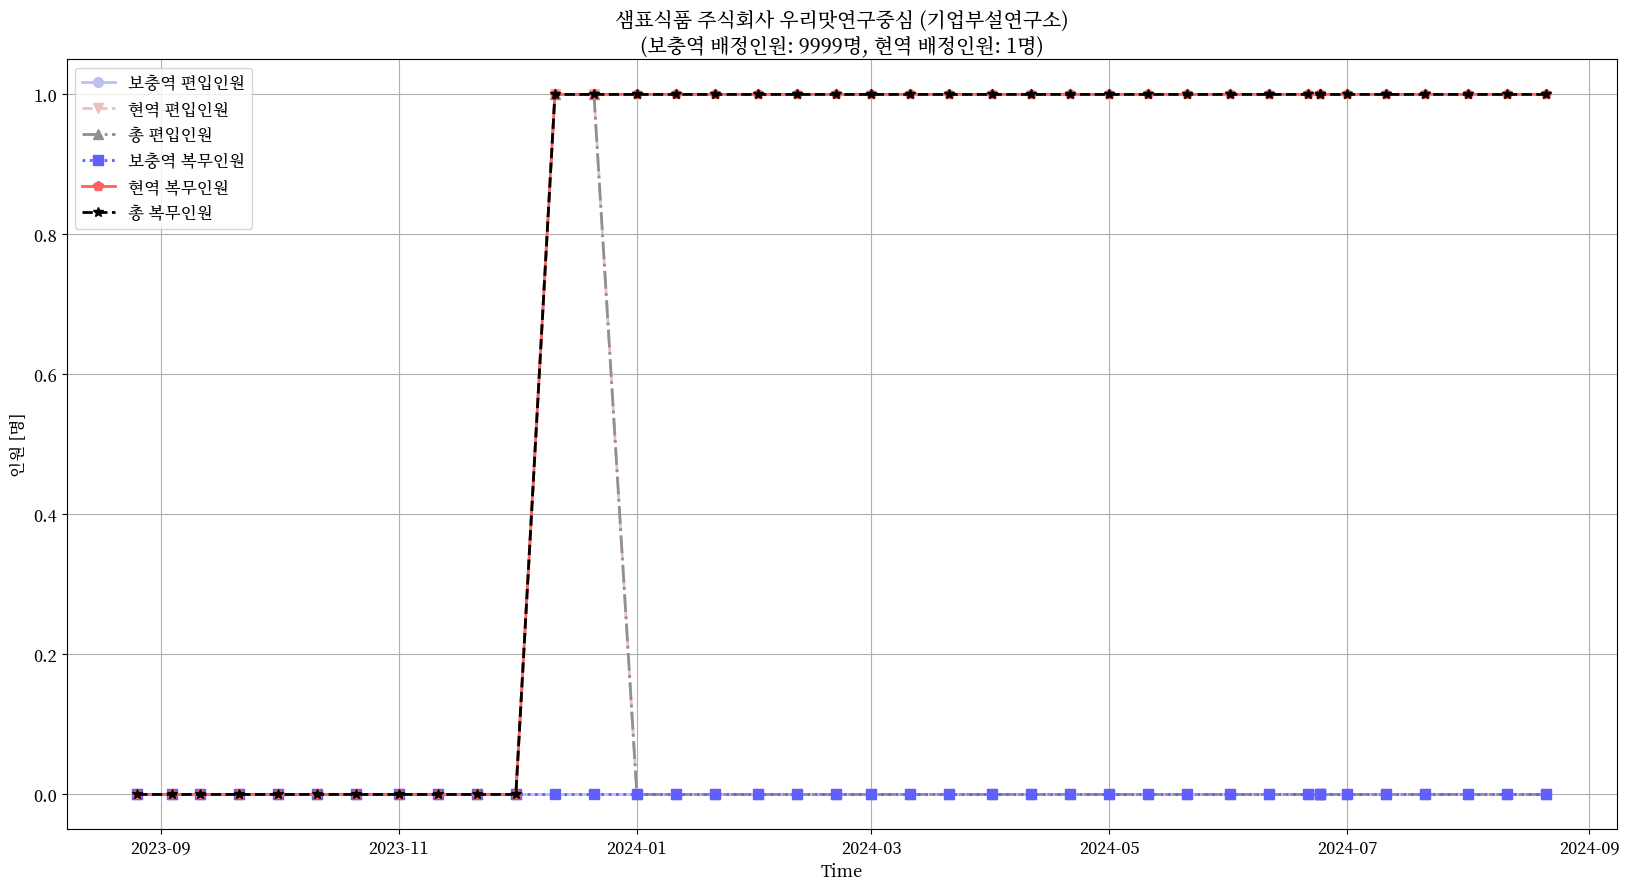 샘표식품 주식회사 우리맛연구중심 (기업부설연구소)
(보충역 배정인원: 9999명, 현역 배정인원: 1명)
보충역 편입인원
현역 편입인원
총 편입인원
보충역 복무인원
현역 복무인원
총 복무인원
1.0
0.8
0.6
0.4
0.2
0.0
인원 [명]
2023-09
2023-11
2024-01
2024-03
2024-05
2024-07
2024-09
Time